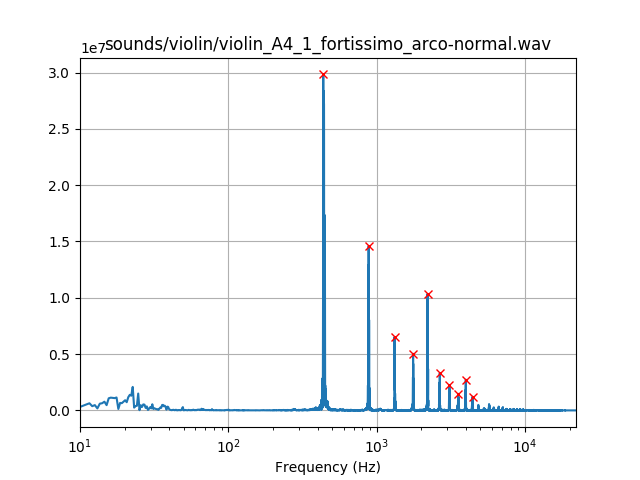 1e7
sounds/violin/violin_A4_1_fortissimo_arco-normal.wav
3.0
2.5
2.0
1.5
1.0
0.5
0.0
10¹ 10² 10³ 10⁴
Frequency (Hz)